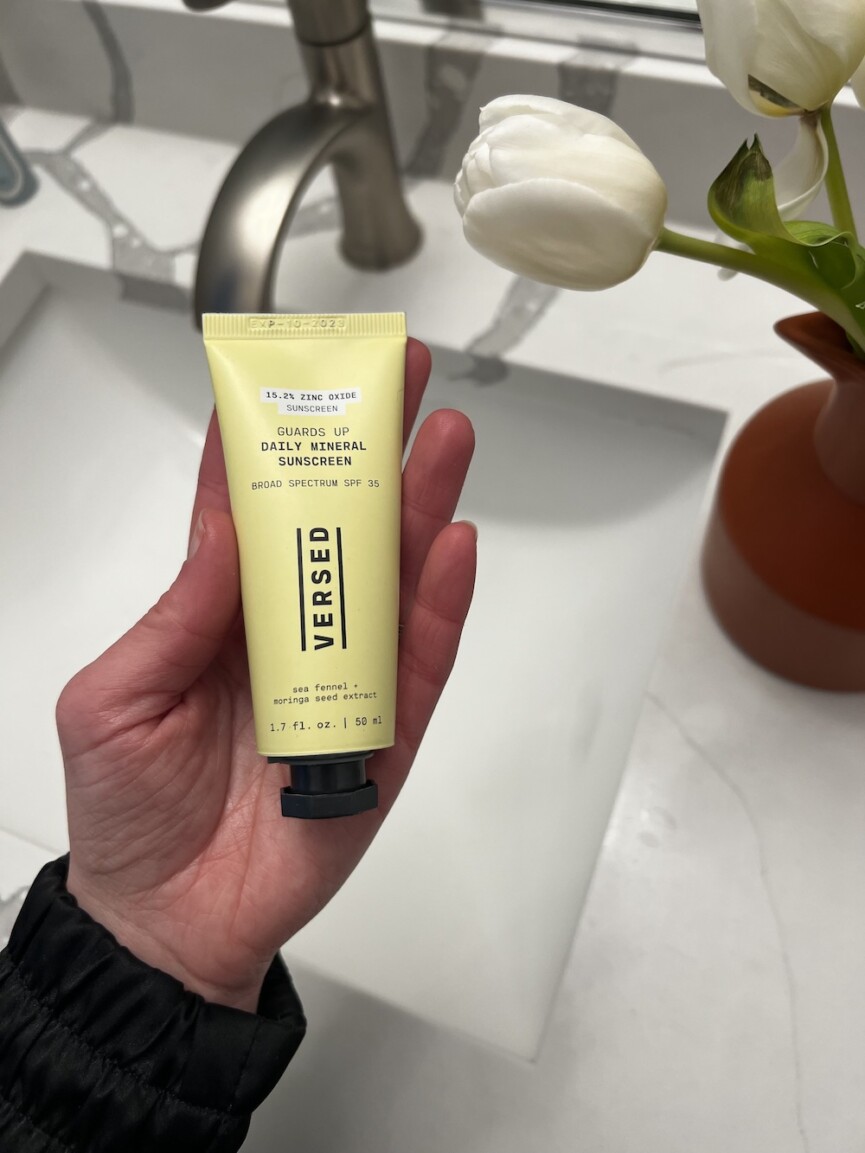 EXP-10-2023
15.2% ZINC OXIDE
SUNSCREEN
GUARDS UP
DAILY MINERAL
SUNSCREEN
BROAD SPECTRUM SPF 35
VERSED
sea fennel +
moringa seed extract
1.7 fl. oz. | 50 ml